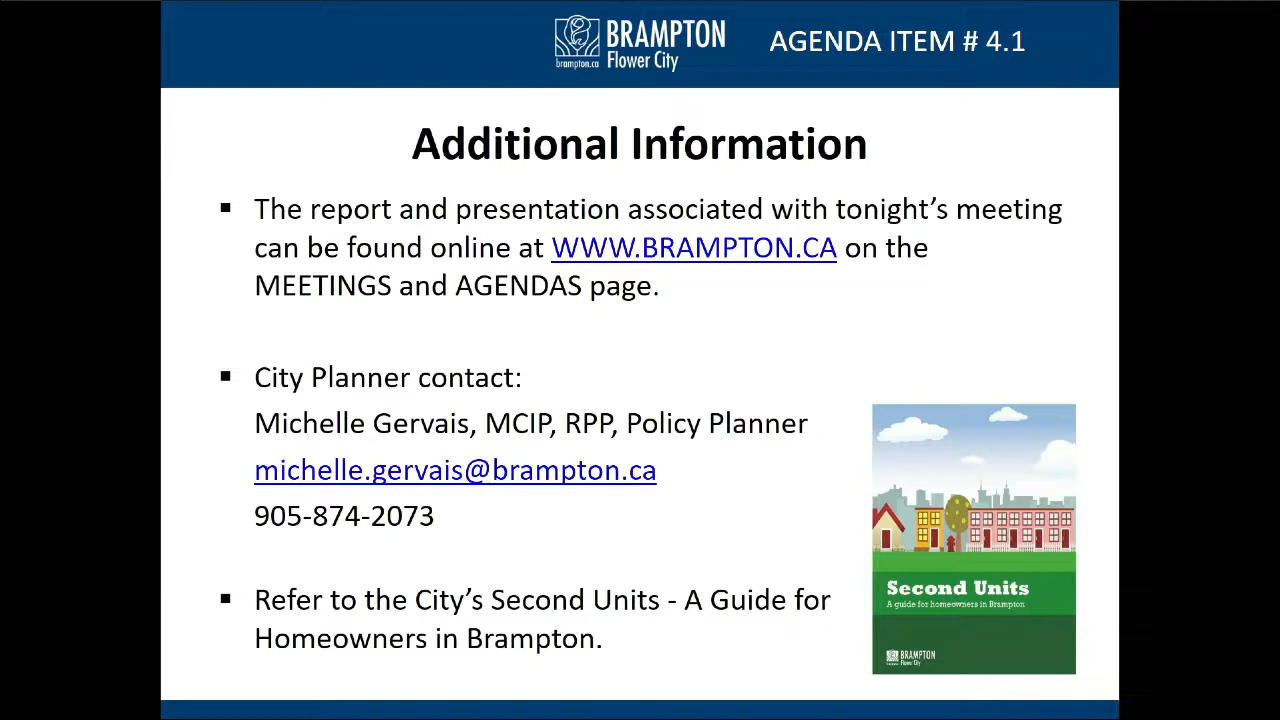 BRAMPTON
brampton.ca
Flower City
AGENDA ITEM # 4.1
Additional Information
▪ The report and presentation associated with tonight’s meeting
can be found online at WWW.BRAMPTON.CA on the
MEETINGS and AGENDAS page.
▪ City Planner contact:
Michelle Gervais, MCIP, RPP, Policy Planner
michelle.gervais@brampton.ca
905-874-2073
▪ Refer to the City’s Second Units - A Guide for
Homeowners in Brampton.
Second Units
A guide for homeowners in Brampton
BRAMPTON
Flower City